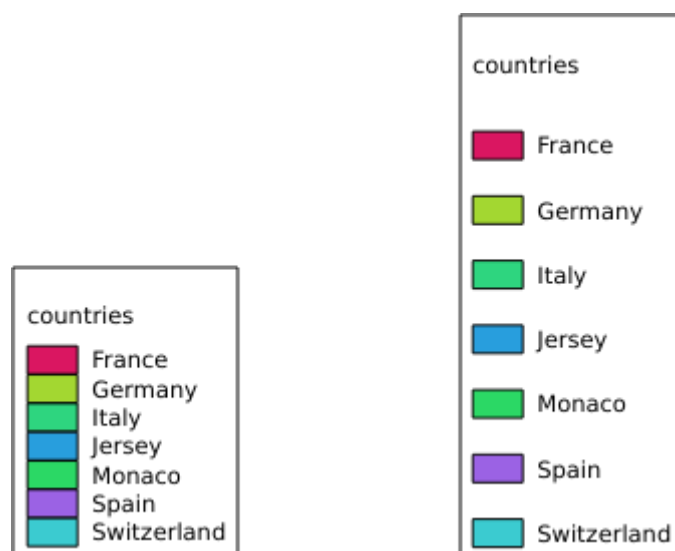 countries
France
Germany
Italy
Jersey
Monaco
Spain
Switzerland
countries
France
Germany
Italy
Jersey
Monaco
Spain
Switzerland